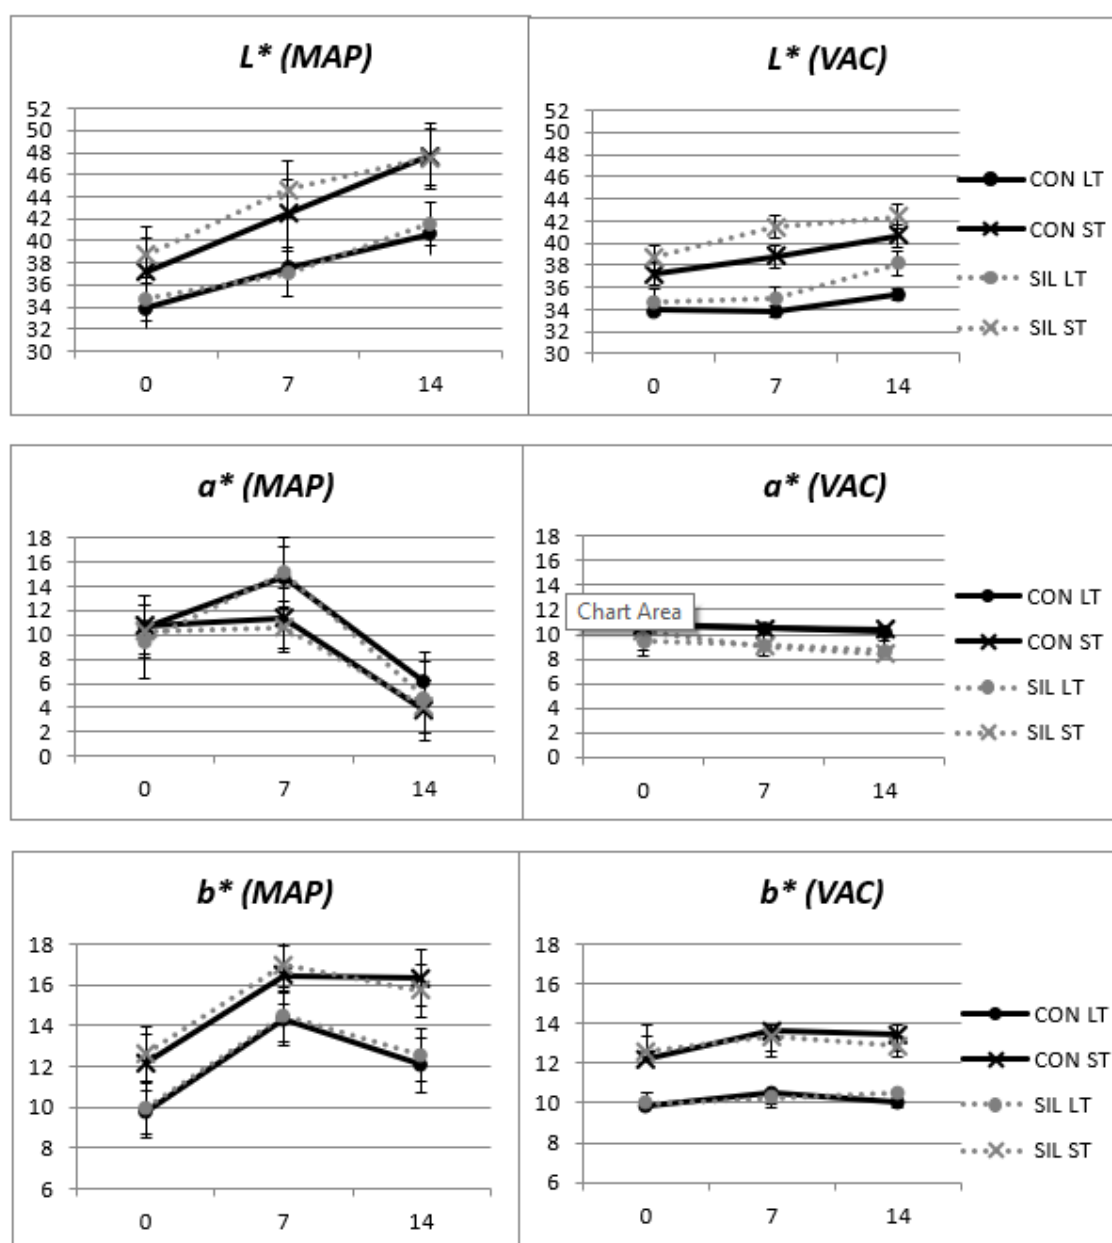 L* (MAP)
52
50
48
46
44
42
40
38
36
34
32
30
0 7 14
L* (VAC)
52
50
48
46
44
42
40
38
36
34
32
30
0 7 14
CON LT
CON ST
SIL LT
SIL ST
a* (MAP)
18
16
14
12
10
8
6
4
2
0
0 7 14
a* (VAC)
18
16
14
12
10
8
6
4
2
0
Chart Area
0 7 14
CON LT
CON ST
SIL LT
SIL ST
b* (MAP)
18
16
14
12
10
8
6
0 7 14
b* (VAC)
18
16
14
12
10
8
6
0 7 14
CON LT
CON ST
SIL LT
SIL ST